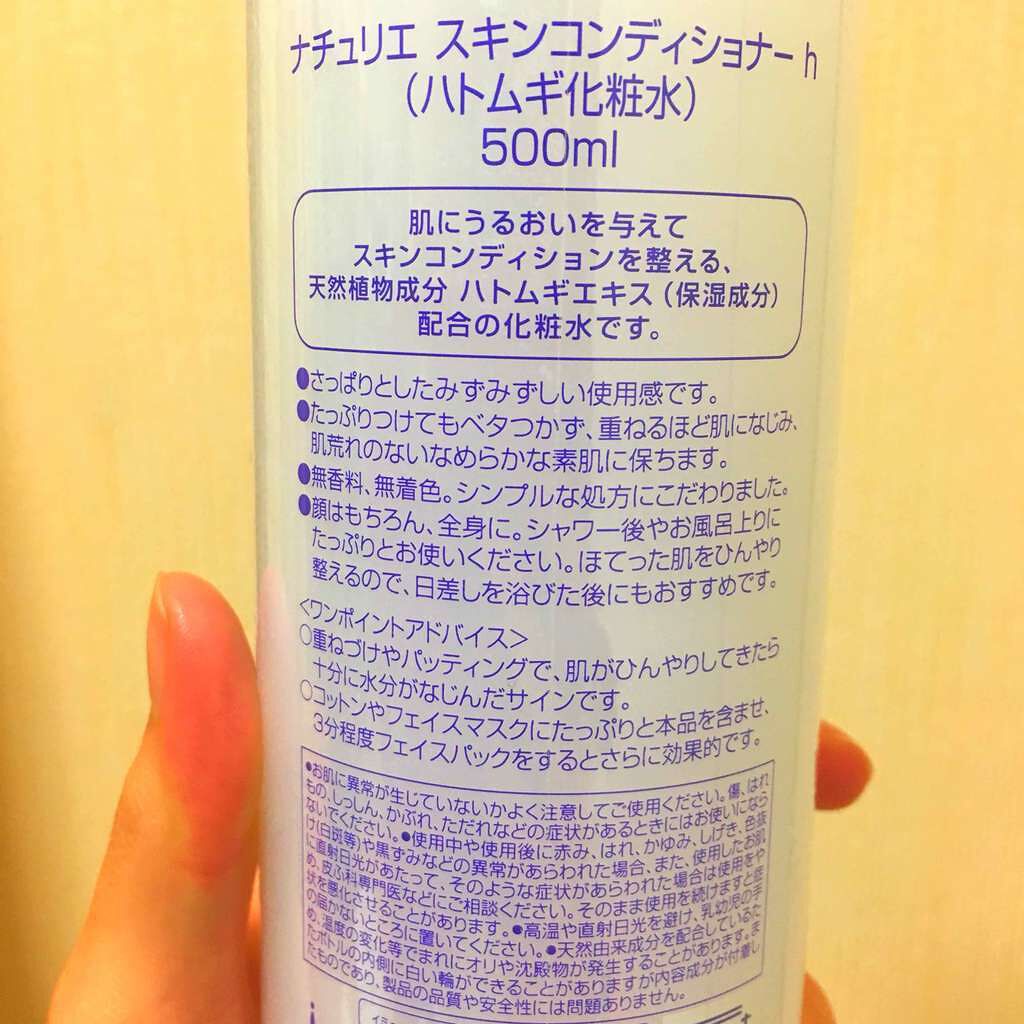 ナチュリエ スキンコンディショナー h
（ハトムギ化粧水）
500ml
肌にうるおいを与えて
スキンコンディションを整える、
天然植物成分 ハトムギエキス（保湿成分）
配合の化粧水です。
●さっぱりとしたみずみずしい使用感です。
●たっぷりつけてもベタつかず、重ねるほど肌になじみ、
肌荒れのないなめらかな素肌に保ちます。
●無香料、無着色。シンプルな処方にこだわりました。
●顔はもちろん、全身に。シャワー後やお風呂上りに
たっぷりとお使いください。ほてった肌をひんやり
整えるので、日差しを浴びた後にもおすすめです。
＜ワンポイントアドバイス＞
○重ねづけやパッティングで、肌がひんやりしてきたら
十分に水分がなじんだサインです。
○コットンやフェイスマスクにたっぷりと本品を含ませ、
3分程度フェイスパックをするとさらに効果的です。
●お肌に異常が生じていないかよく注意してご使用ください。傷、はれ
もの、しっしん、かぶれ、ただれなどの症状があるときにはお使いになら
ないでください。●使用中や使用後に赤み、はれ、かゆみ、しげき、色抜
け（白斑等）や黒ずみなどの異常があらわれた場合、また、使用したお肌
に直射日光があたって、そのような症状があらわれた場合は使用をや
め、皮ふ科専門医などにご相談ください。そのまま使用を続けますと症
状を悪化させることがあります。●高温や直射日光を避け、乳幼児の手
の届かないところに置いてください。●天然由来成分を配合しているた
め、温度の変化等でまれにオリや沈殿物が発生することがあります。ま
たボトルの内側に白い輪ができることがありますが内容成分が付着し
たものであり、製品の品質や安全性には問題ありません。